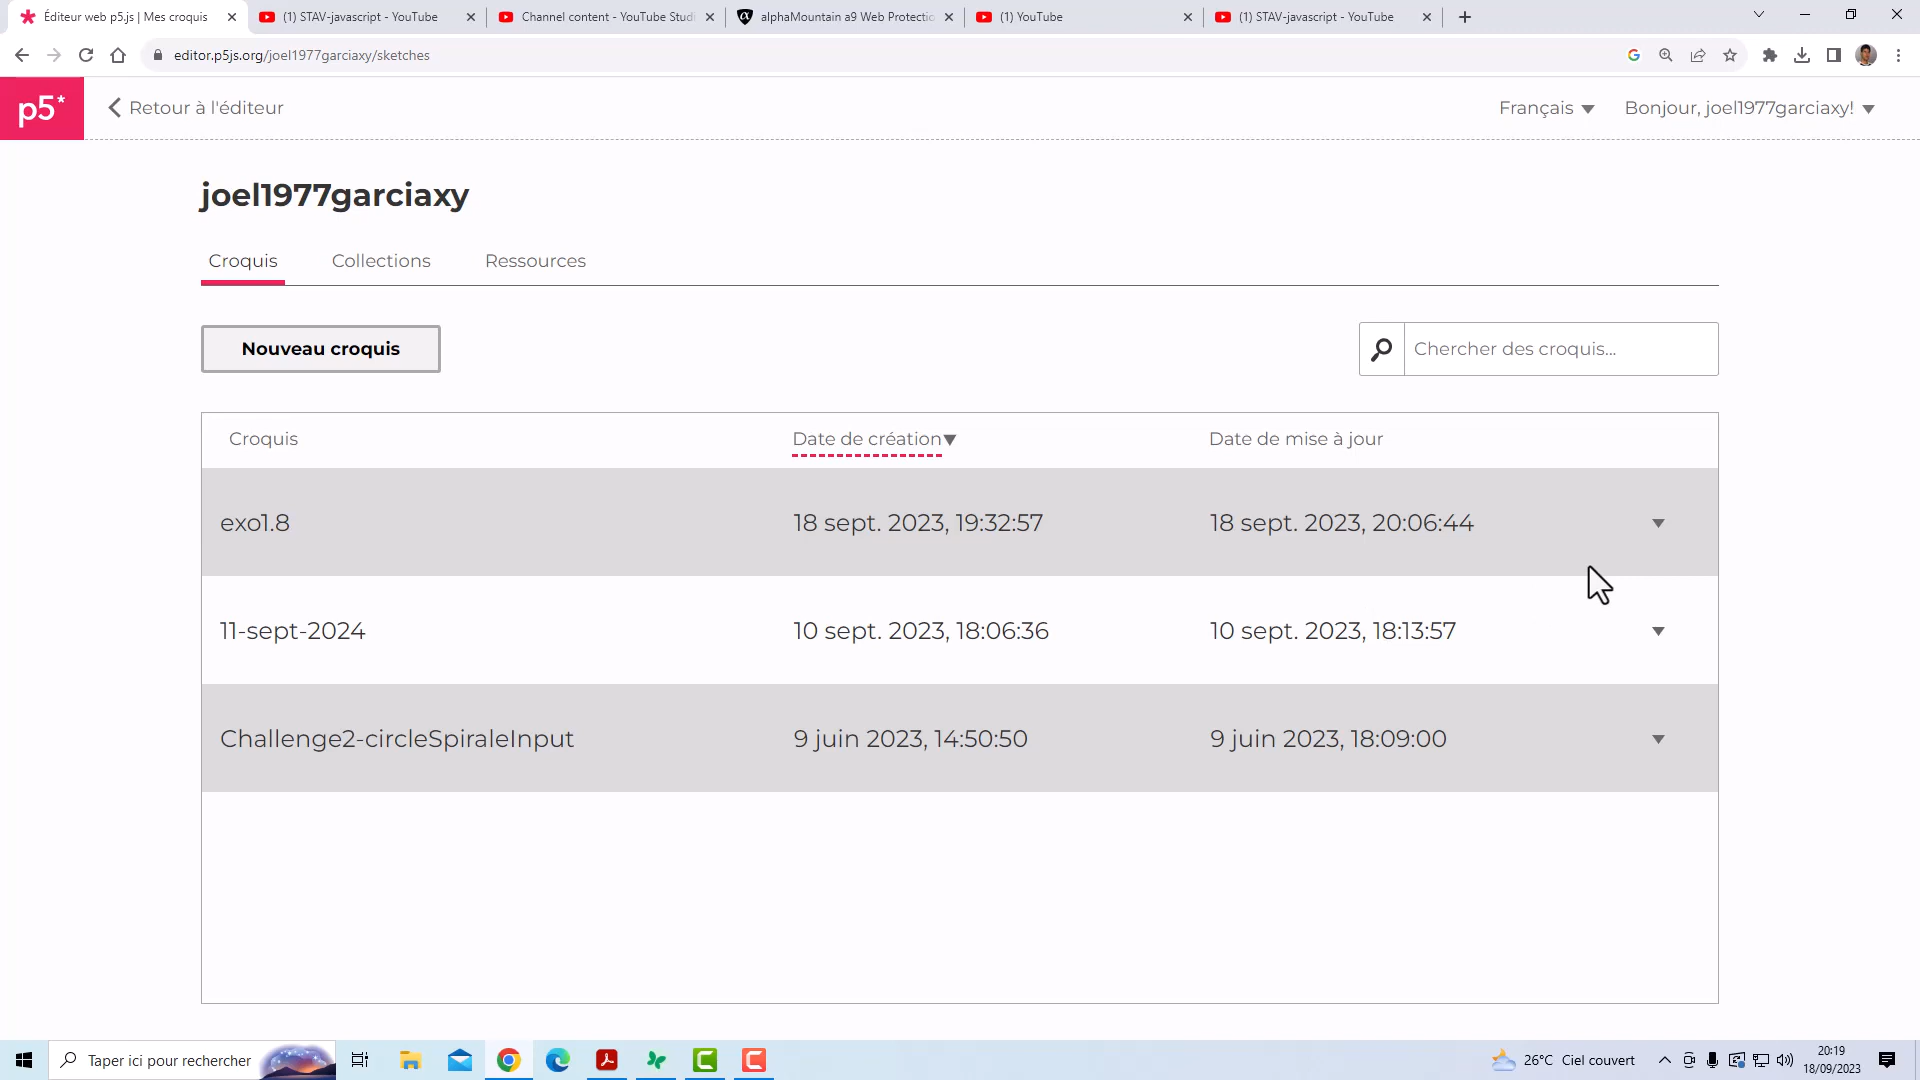 Éditeur web p5.js | Mes croquis
(1) STAV-javascript - YouTube
Channel content - YouTube Studi
alphaMountain a9 Web Protectio
(1) YouTube
(1) STAV-javascript - YouTube
editor.p5js.org/joel1977garciaxy/sketches
p5*
Retour à l'éditeur
Français
Bonjour, joel1977garciaxy!
joel1977garciaxy
Croquis
Collections
Ressources
Nouveau croquis
Chercher des croquis...
Croquis
Date de création
Date de mise à jour
exo1.8
18 sept. 2023, 19:32:57
18 sept. 2023, 20:06:44
11-sept-2024
10 sept. 2023, 18:06:36
10 sept. 2023, 18:13:57
Challenge2-circleSpiraleInput
9 juin 2023, 14:50:50
9 juin 2023, 18:09:00
Taper ici pour rechercher
26°C Ciel couvert
20:19
18/09/2023